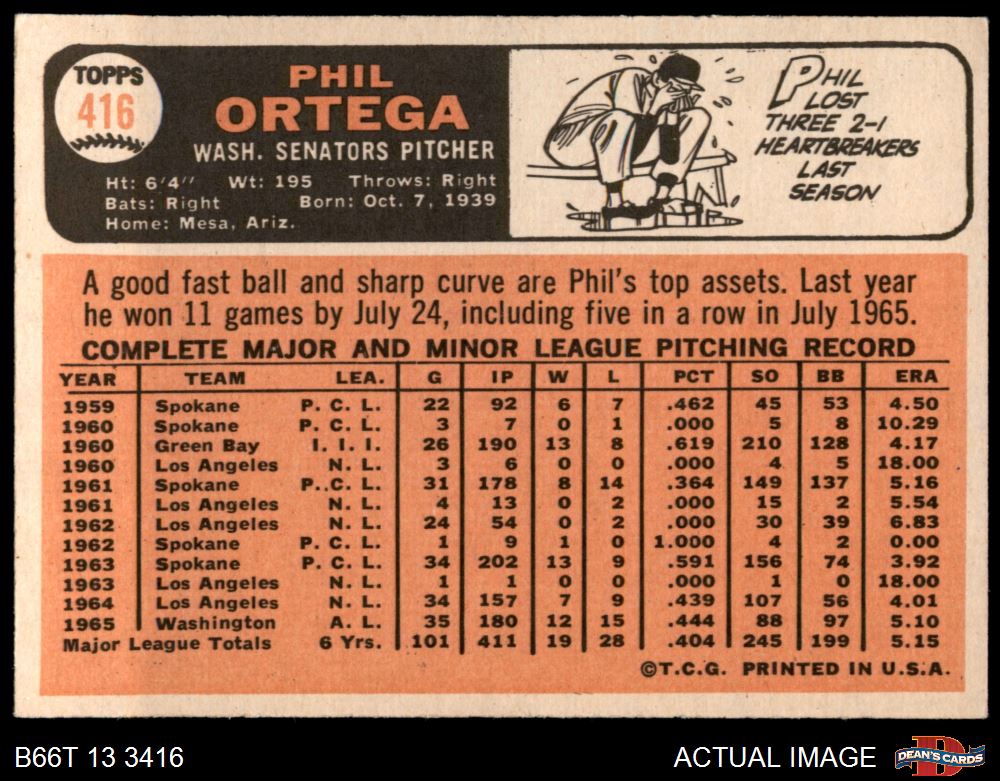 TOPPS
416
PHIL
ORTEGA
WASH. SENATORS PITCHER
Ht: 6'4" Wt: 195 Throws: Right
Bats: Right Born: Oct. 7, 1939
Home: Mesa, Ariz.
PHIL
LOST
THREE 2-1
HEARTBREAKERS
LAST
SEASON
A good fast ball and sharp curve are Phil's top assets. Last year
he won 11 games by July 24, including five in a row in July 1965.
COMPLETE MAJOR AND MINOR LEAGUE PITCHING RECORD
YEAR TEAM LEA. G IP W L PCT SO BB ERA
1959 Spokane P. C. L. 22 92 6 7 .462 45 53 4.50
1960 Spokane P. C. L. 3 7 0 1 .000 5 8 10.29
1960 Green Bay I. I. I. 26 190 13 8 .619 210 128 4.17
1960 Los Angeles N. L. 3 6 0 0 .000 4 5 18.00
1961 Spokane P..C. L. 31 178 8 14 .364 149 137 5.16
1961 Los Angeles N. L. 4 13 0 2 .000 15 2 5.54
1962 Los Angeles N. L. 24 54 0 2 .000 30 39 6.83
1962 Spokane P. C. L. 1 9 1 0 1.000 4 2 0.00
1963 Spokane P. C. L. 34 202 13 9 .591 156 74 3.92
1963 Los Angeles N. L. 1 1 0 0 .000 1 0 18.00
1964 Los Angeles N. L. 34 157 7 9 .439 107 56 4.01
1965 Washington A. L. 35 180 12 15 .444 88 97 5.10
Major League Totals 6 Yrs. 101 411 19 28 .404 245 199 5.15
©T.C.G. PRINTED IN U.S.A.
B66T 13 3416
ACTUAL IMAGE
D
DEAN'S CARDS